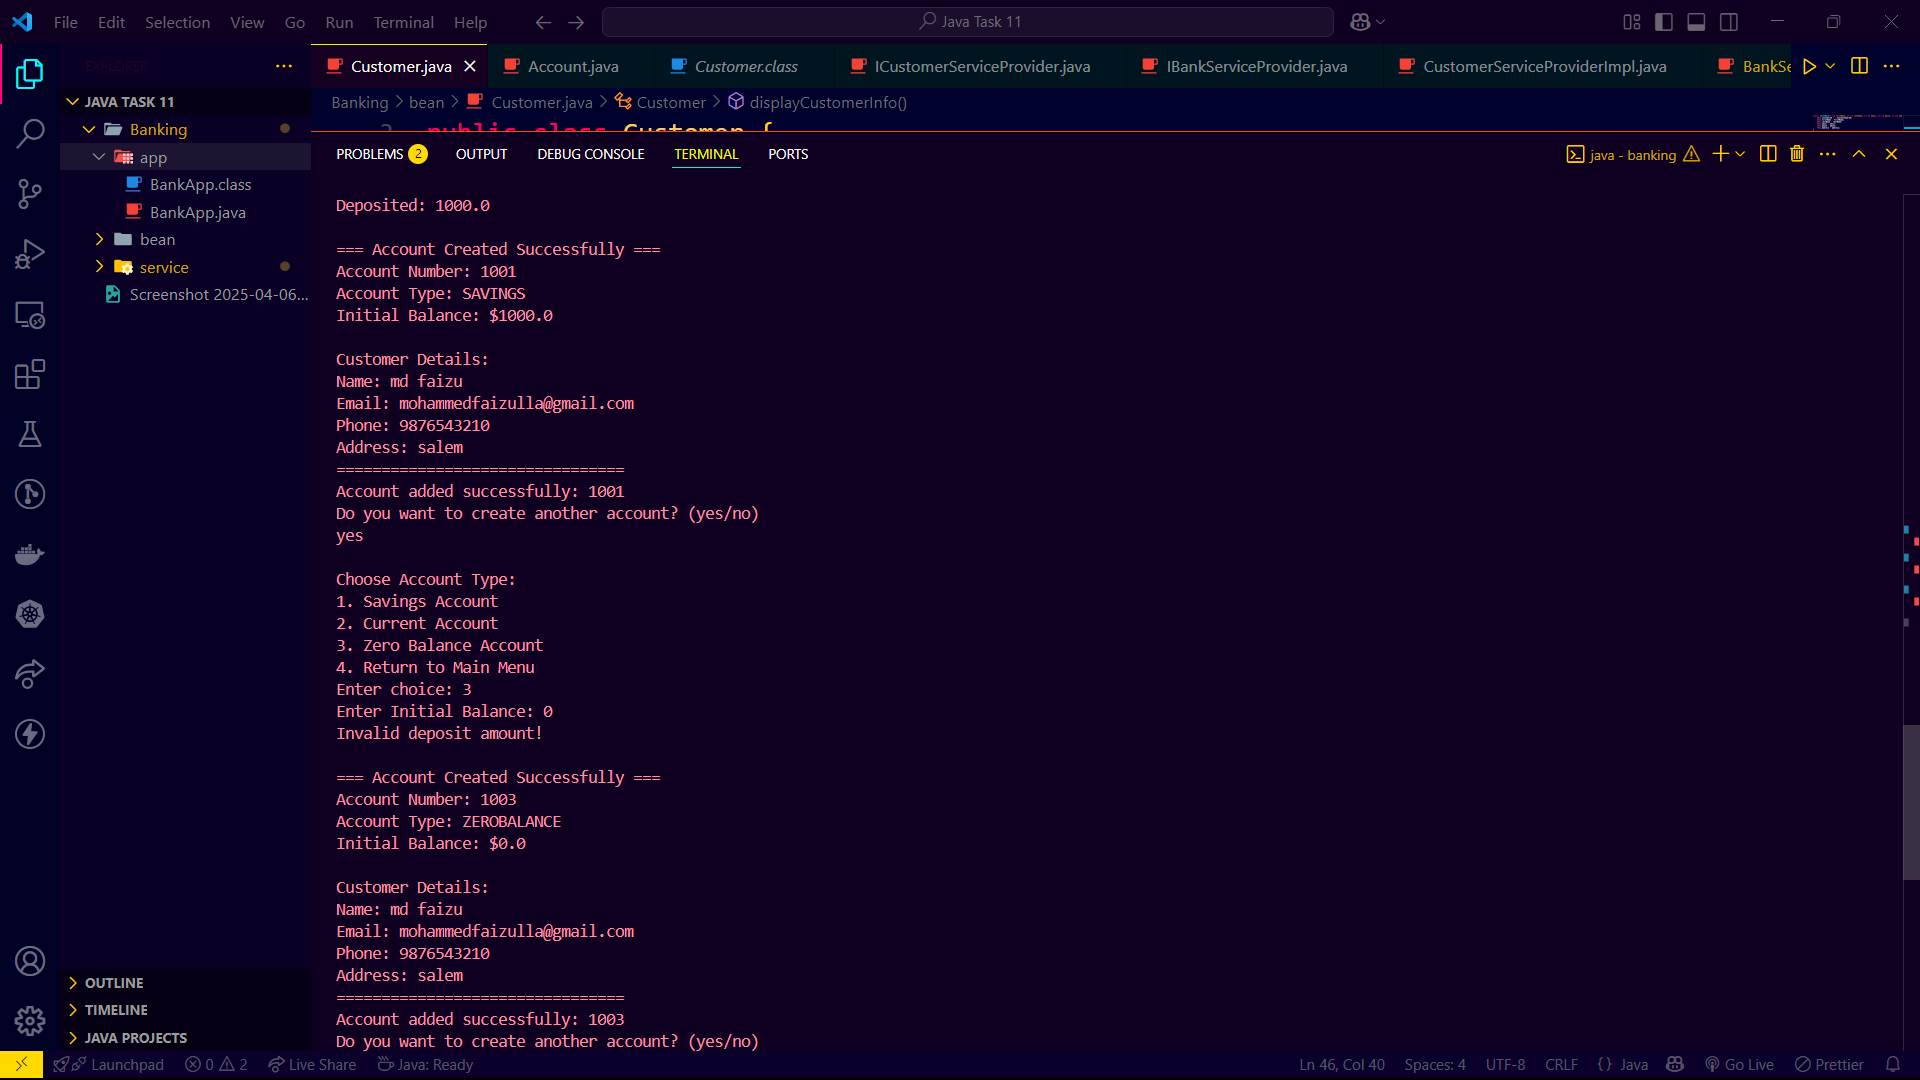 File Edit Selection View Go Run Terminal Help
Java Task 11
EXPLORER
Customer.java
Account.java
Customer.class
ICustomerServiceProvider.java
IBankServiceProvider.java
CustomerServiceProviderImpl.java
BankSe
JAVA TASK 11
Banking
app
BankApp.class
BankApp.java
bean
service
Screenshot 2025-04-06...
OUTLINE
TIMELINE
JAVA PROJECTS
Banking > bean > Customer.java > Customer > displayCustomerInfo()
public class Customer {
PROBLEMS 2 OUTPUT DEBUG CONSOLE TERMINAL PORTS
java - banking
Deposited: 1000.0
=== Account Created Successfully ===
Account Number: 1001
Account Type: SAVINGS
Initial Balance: $1000.0
Customer Details:
Name: md faizu
Email: mohammedfaizulla@gmail.com
Phone: 9876543210
Address: salem
================================
Account added successfully: 1001
Do you want to create another account? (yes/no)
yes
Choose Account Type:
1. Savings Account
2. Current Account
3. Zero Balance Account
4. Return to Main Menu
Enter choice: 3
Enter Initial Balance: 0
Invalid deposit amount!
=== Account Created Successfully ===
Account Number: 1003
Account Type: ZEROBALANCE
Initial Balance: $0.0
Customer Details:
Name: md faizu
Email: mohammedfaizulla@gmail.com
Phone: 9876543210
Address: salem
================================
Account added successfully: 1003
Do you want to create another account? (yes/no)
Launchpad 0 2 Live Share Java: Ready
Ln 46, Col 40 Spaces: 4 UTF-8 CRLF {} Java Go Live Prettier